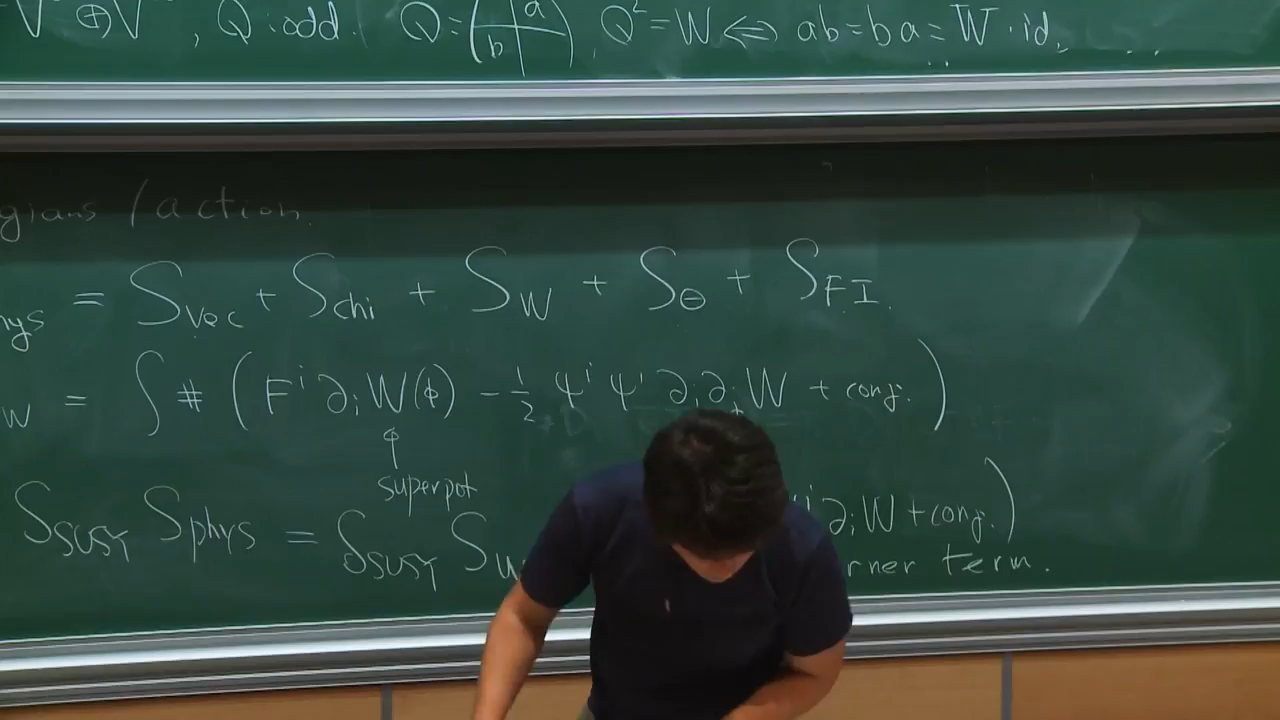 V ⊕ V , Q : odd. Q = ( a / b ) , Q² = W ⟺ ab = ba = W · id, ...
gians / action.
hys = S_vec + S_chi + S_W + S_Θ + S_FI.
W = ∫ # ( F^i ∂_i W(ϕ) - 1/2 ψ^i ψ^j ∂_i ∂_j W + conj. )
↑
superpot
δ_SUSY S_phys = δ_SUSY S_W ^i ∂_i W + conj. )
rner term.